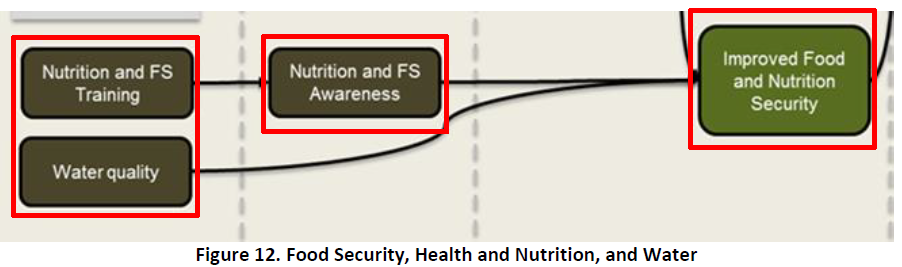 Nutrition and FS
Training
Nutrition and FS
Awareness
Improved Food
and Nutrition
Security
Water quality
Figure 12. Food Security, Health and Nutrition, and Water